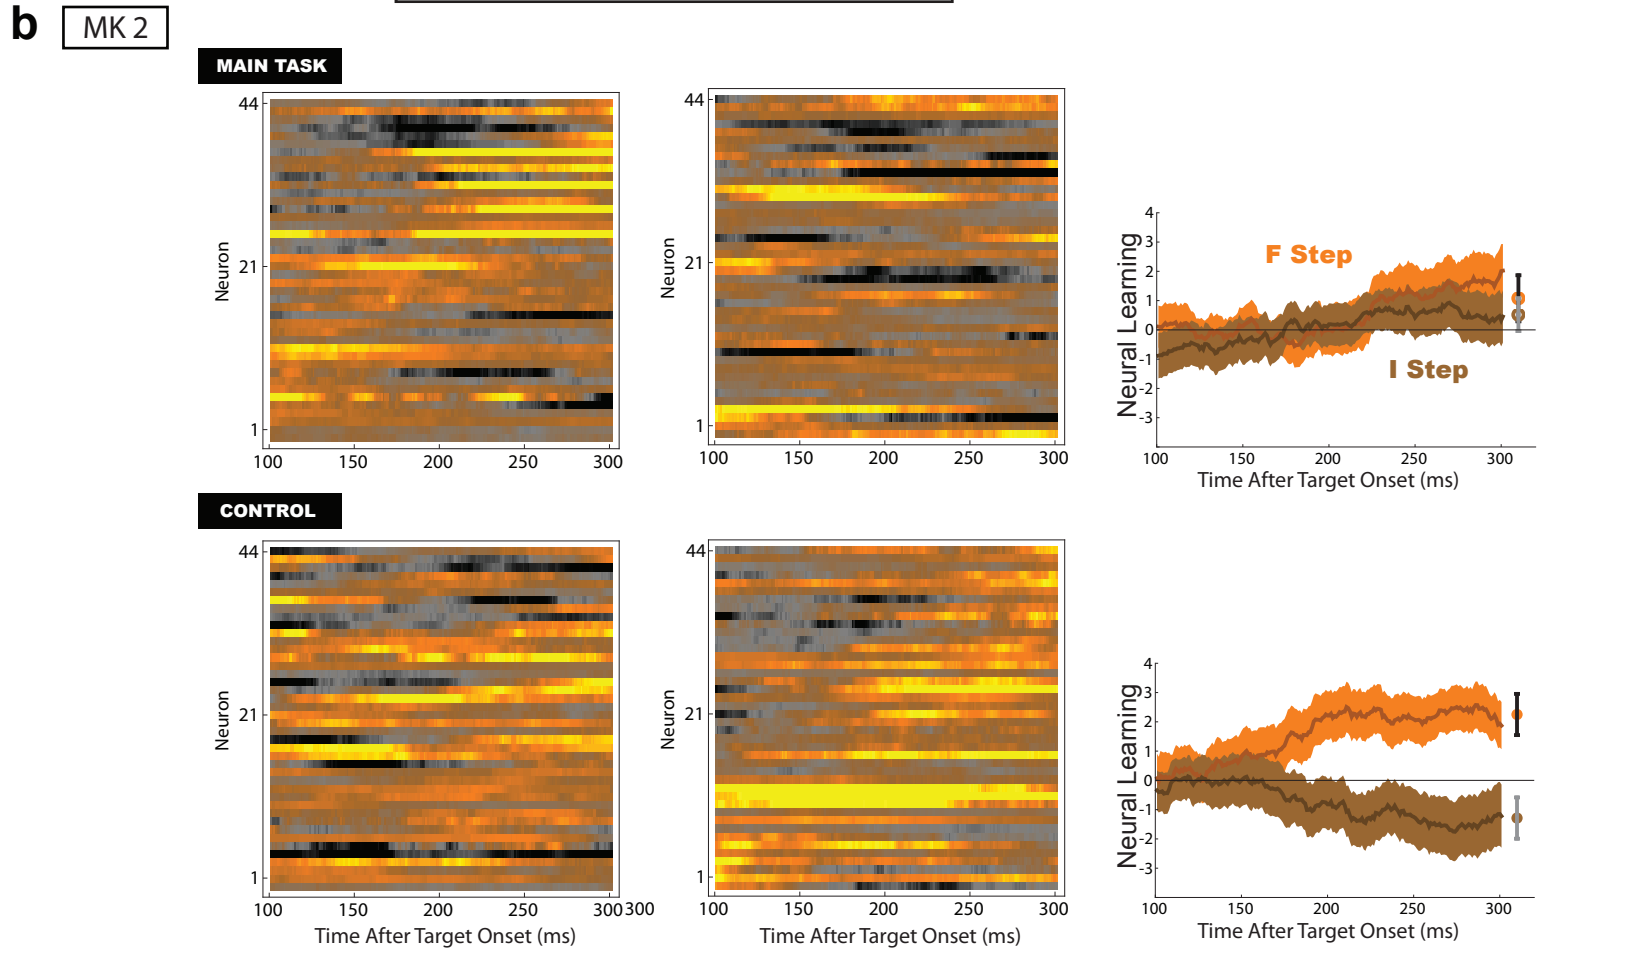 b MK 2
MAIN TASK
44
21
1
Neuron
100 150 200 250 300
44
21
1
Neuron
100 150 200 250 300
4
3
2
1
0
-1
-2
-3
Neural Learning
F Step
I Step
100 150 200 250 300
Time After Target Onset (ms)
CONTROL
44
21
1
Neuron
100 150 200 250 300 300
Time After Target Onset (ms)
44
21
1
Neuron
100 150 200 250 300
Time After Target Onset (ms)
4
3
2
1
0
-1
-2
-3
Neural Learning
100 150 200 250 300
Time After Target Onset (ms)